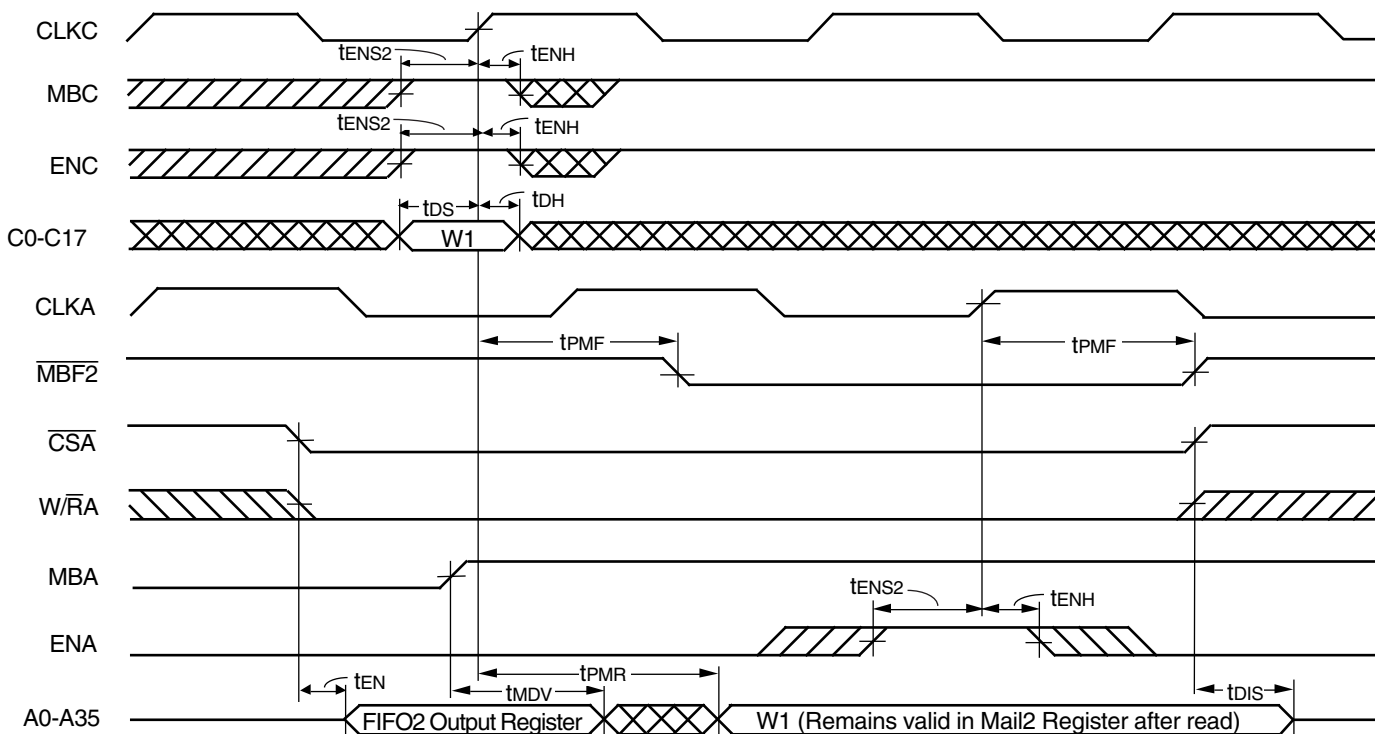 CLKC
tENS2 tENH
MBC
tENS2 tENH
ENC
tDS tDH
C0-C17 W1
CLKA
tPMF tPMF
MBF2
CSA
W/RA
MBA
tENS2 tENH
ENA
tPMR
tEN tMDV tDIS
A0-A35 FIFO2 Output Register W1 (Remains valid in Mail2 Register after read)